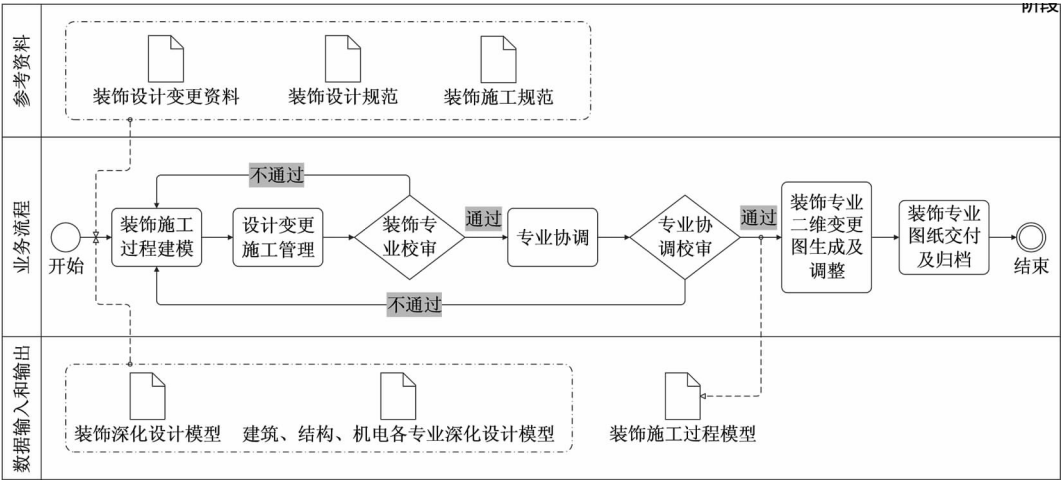 阶段
参考资料
装饰设计变更资料
装饰设计规范
装饰施工规范
业务流程
开始
装饰施工
过程建模
设计变更
施工管理
不通过
装饰专
业校审
通过
专业协调
专业协
调校审
不通过
通过
装饰专业
二维变更
图生成及
调整
装饰专业
图纸交付
及归档
结束
数据输入和输出
装饰深化设计模型
建筑、结构、机电各专业深化设计模型
装饰施工过程模型